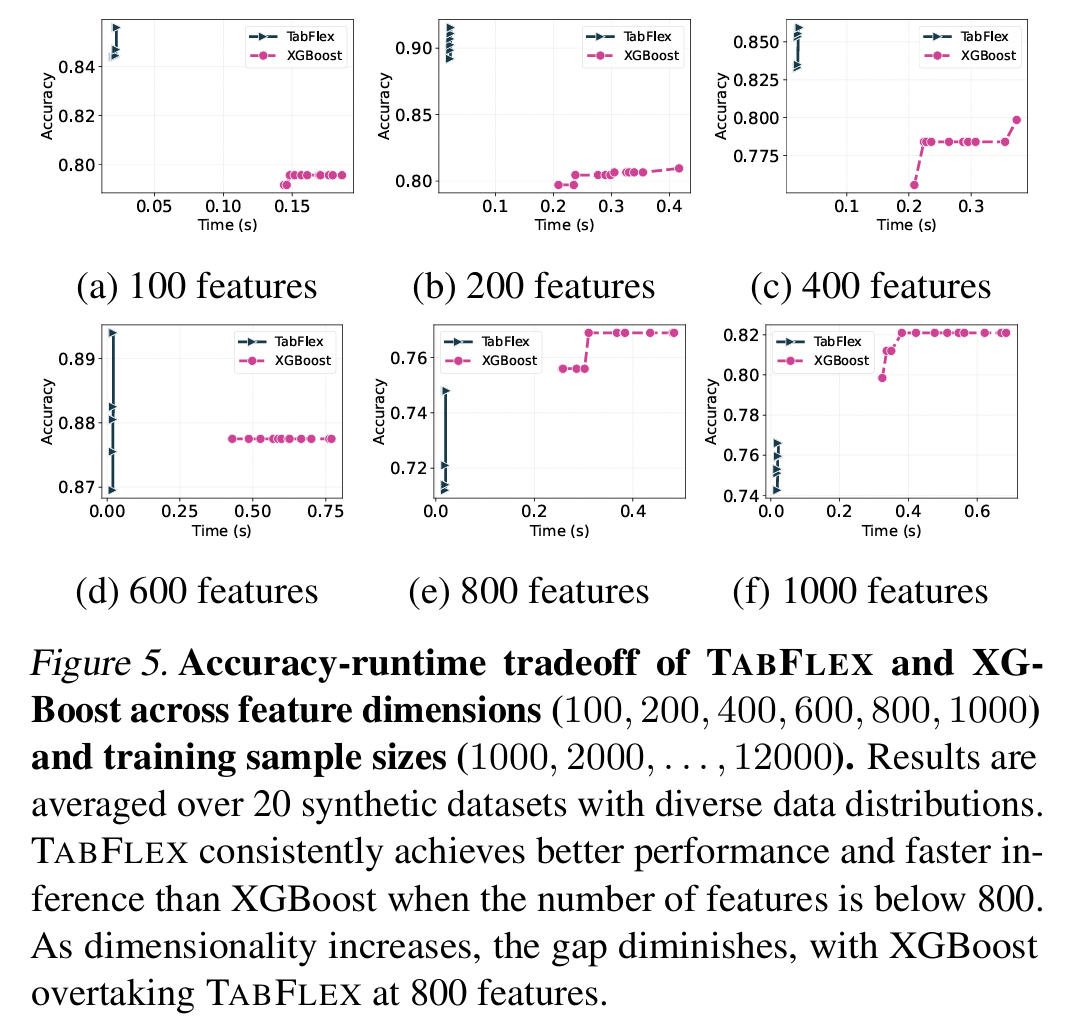 TabFlex
XGBoost
Accuracy
0.84
0.82
0.80
0.05 0.10 0.15
Time (s)
(a) 100 features
TabFlex
XGBoost
Accuracy
0.90
0.85
0.80
0.1 0.2 0.3 0.4
Time (s)
(b) 200 features
TabFlex
XGBoost
Accuracy
0.850
0.825
0.800
0.775
0.1 0.2 0.3
Time (s)
(c) 400 features
TabFlex
XGBoost
Accuracy
0.89
0.88
0.87
0.00 0.25 0.50 0.75
Time (s)
(d) 600 features
TabFlex
XGBoost
Accuracy
0.76
0.74
0.72
0.0 0.2 0.4
Time (s)
(e) 800 features
TabFlex
XGBoost
Accuracy
0.82
0.80
0.78
0.76
0.74
0.0 0.2 0.4 0.6
Time (s)
(f) 1000 features
Figure 5. Accuracy-runtime tradeoff of TABFLEX and XG-
Boost across feature dimensions (100, 200, 400, 600, 800, 1000)
and training sample sizes (1000, 2000, . . . , 12000). Results are
averaged over 20 synthetic datasets with diverse data distributions.
TABFLEX consistently achieves better performance and faster in-
ference than XGBoost when the number of features is below 800.
As dimensionality increases, the gap diminishes, with XGBoost
overtaking TABFLEX at 800 features.